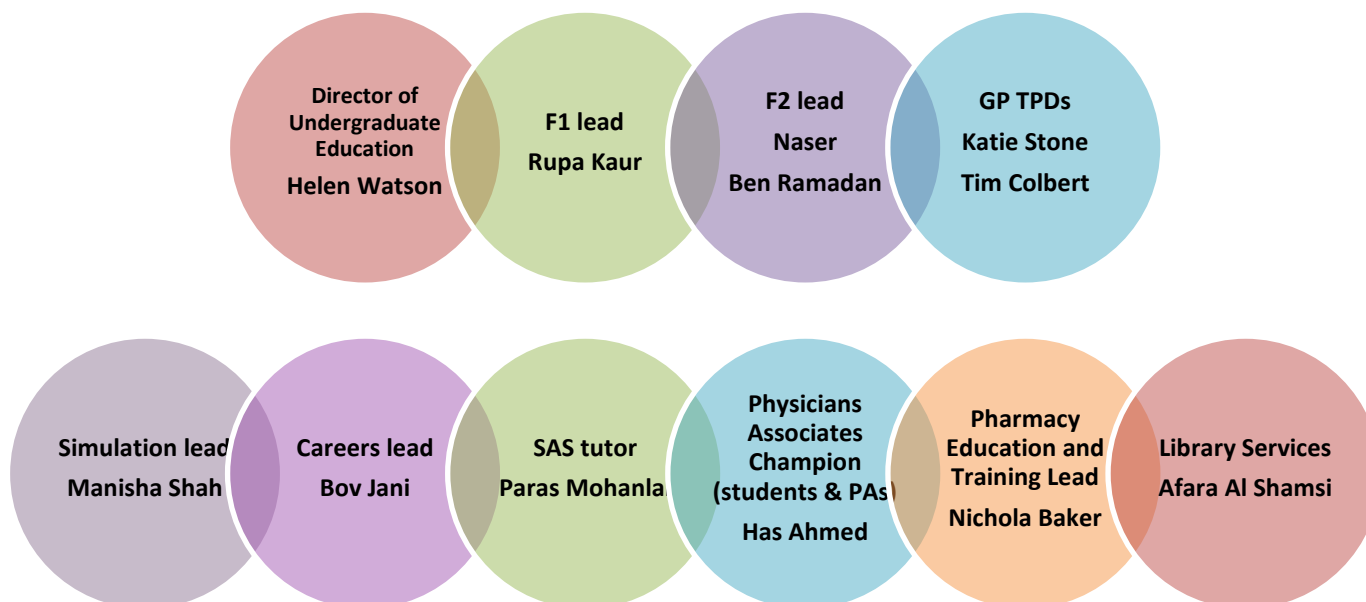 Director of
Undergraduate
Education
Helen Watson
F1 lead
Rupa Kaur
F2 lead
Naser
Ben Ramadan
GP TPDs
Katie Stone
Tim Colbert
Simulation lead
Manisha Shah
Careers lead
Bov Jani
SAS tutor
Paras Mohanlal
Physicians
Associates
Champion
(students & PAs)
Has Ahmed
Pharmacy
Education and
Training Lead
Nichola Baker
Library Services
Afara Al Shamsi